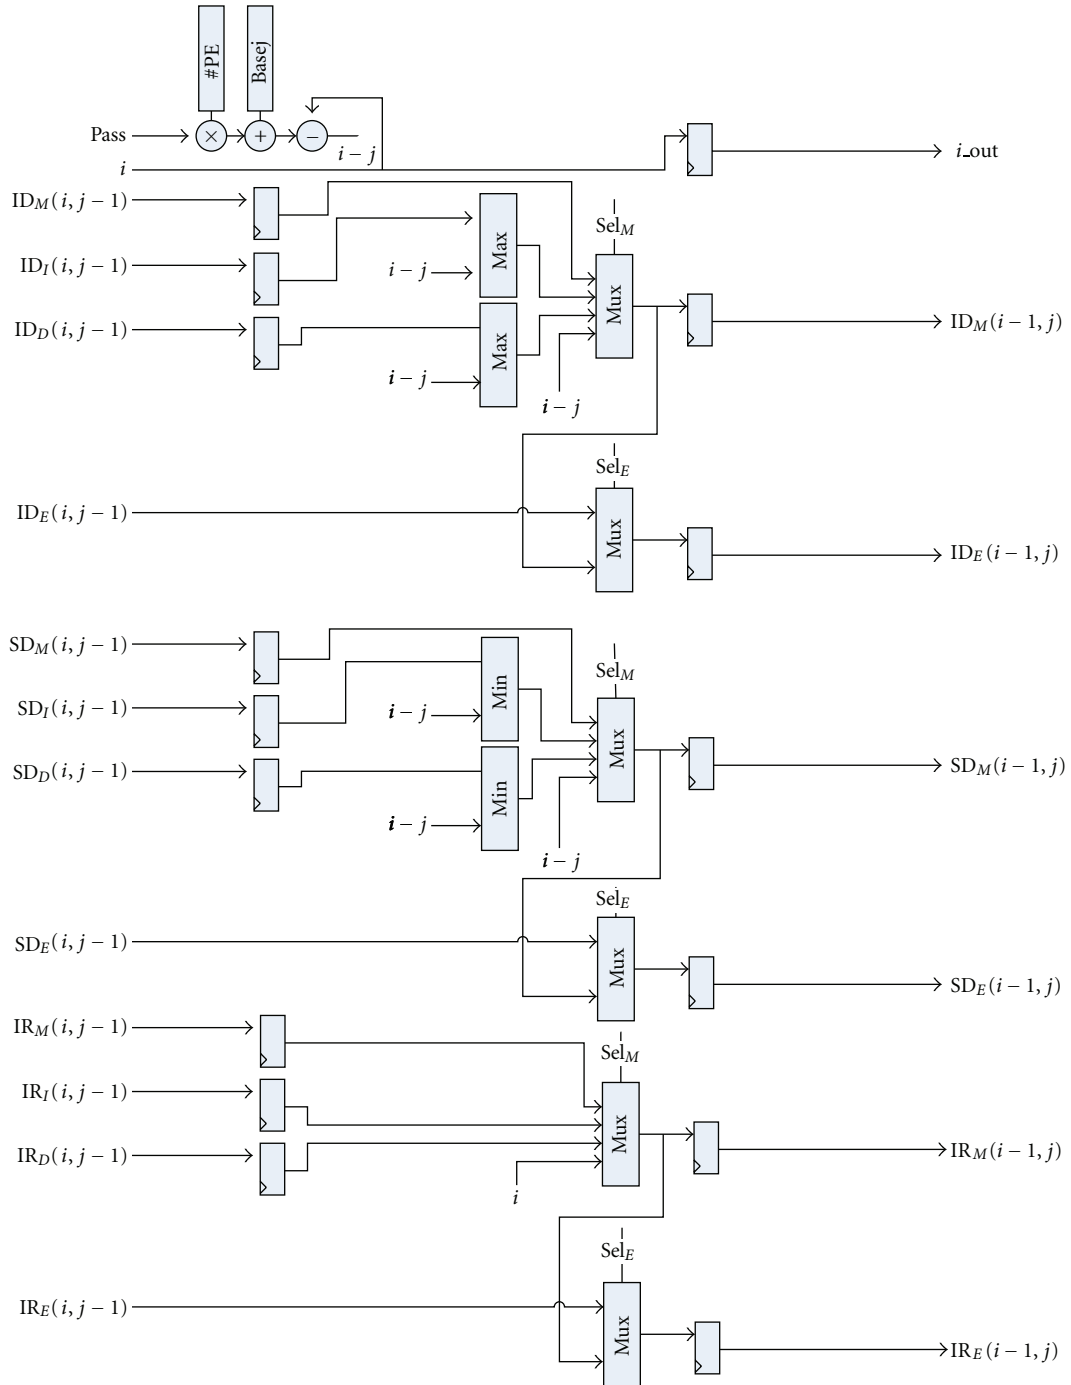 #PE
Basej
Pass
×
+
−
i − j
i
i_out
ID_M(i, j − 1)
Sel_M
Max
ID_I(i, j − 1)
i − j
Mux
ID_D(i, j − 1)
ID_M(i−1, j)
Max
i − j
i − j
Sel_E
ID_E(i, j − 1)
Mux
ID_E(i−1, j)
SD_M(i, j − 1)
Sel_M
Min
SD_I(i, j − 1)
i − j
Mux
SD_D(i, j − 1)
SD_M(i−1, j)
Min
i − j
i − j
Sel_E
SD_E(i, j − 1)
Mux
SD_E(i−1, j)
IR_M(i, j − 1)
Sel_M
IR_I(i, j − 1)
Mux
IR_D(i, j − 1)
IR_M(i−1, j)
i
Sel_E
IR_E(i, j − 1)
Mux
IR_E(i−1, j)